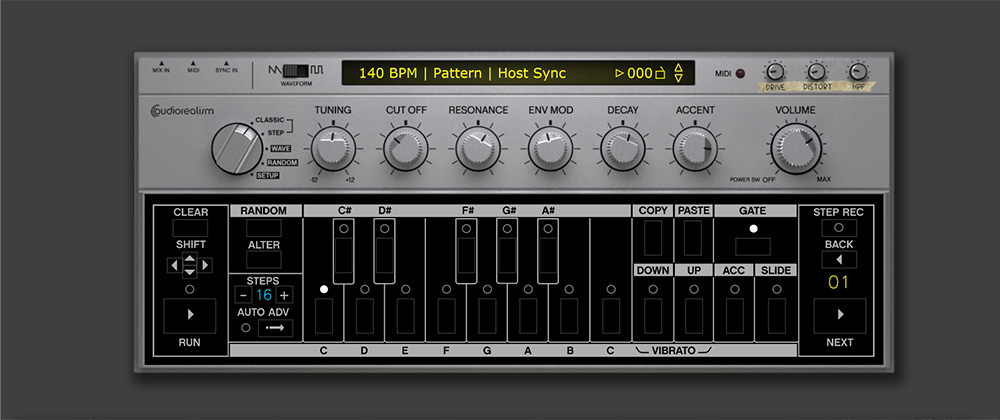 MIX IN MIDI SYNC IN
WAVEFORM
140 BPM | Pattern | Host Sync 000
MIDI
DRIVE DISTORT HPF
audiorealism
CLASSIC
STEP
WAVE
RANDOM
SETUP
TUNING CUT OFF RESONANCE ENV MOD DECAY ACCENT VOLUME
-12 +12
POWER SW OFF MAX
CLEAR
SHIFT
RUN
RANDOM
ALTER
STEPS
- 16 +
AUTO ADV
C# D# F# G# A#
C D E F G A B C
COPY PASTE GATE
DOWN UP ACC SLIDE
VIBRATO
STEP REC
BACK
01
NEXT